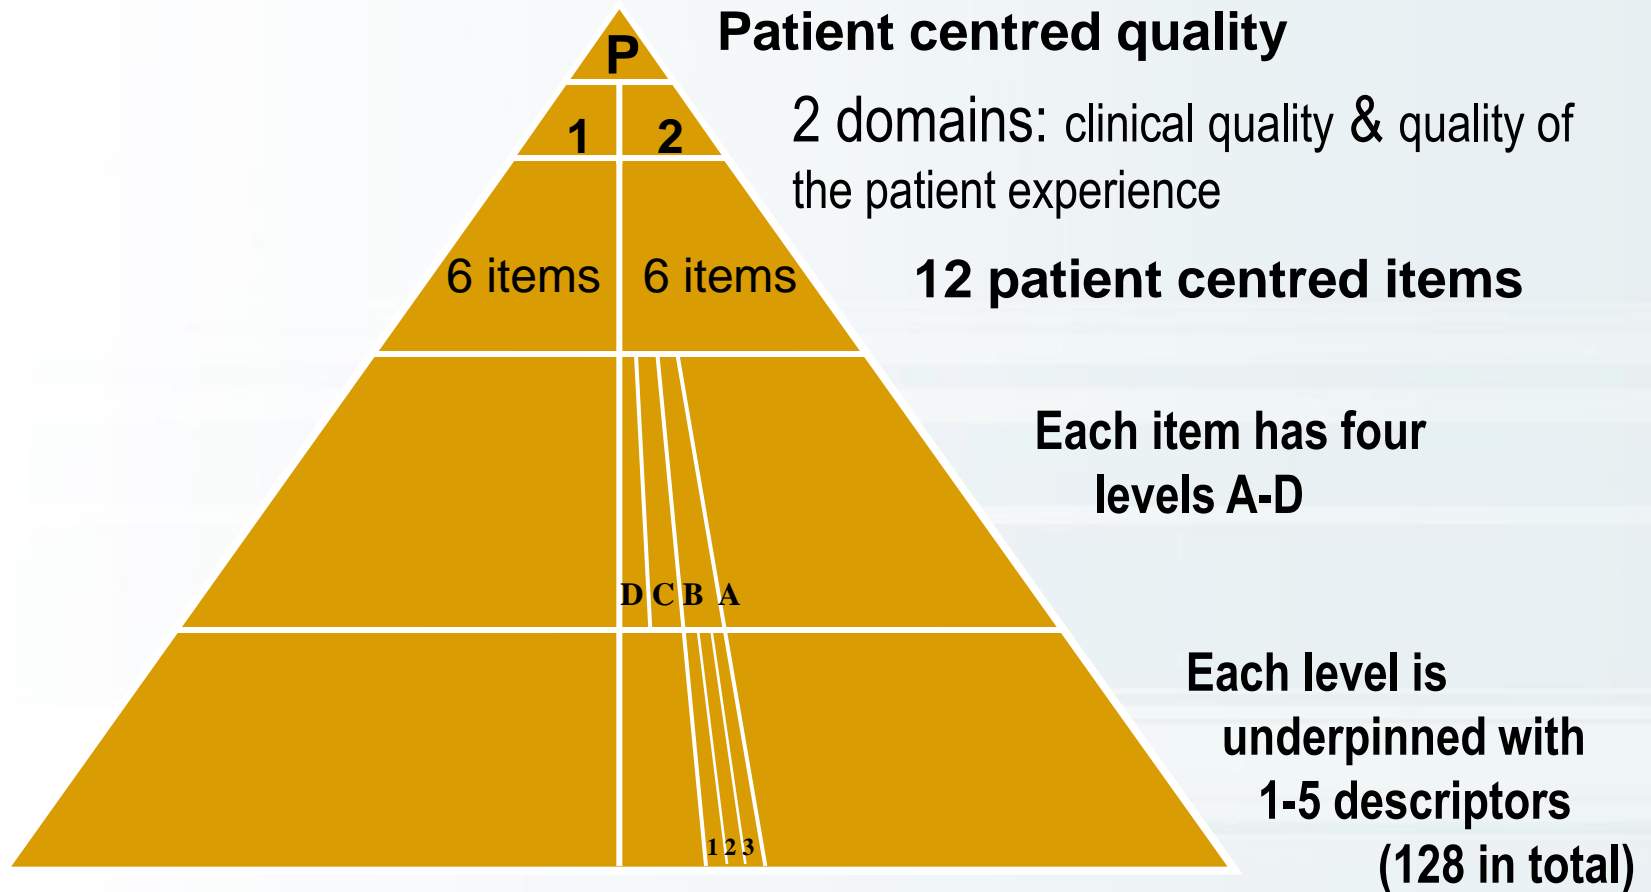 P
Patient centred quality
1
2
2 domains: clinical quality & quality of
the patient experience
6 items
6 items
12 patient centred items
Each item has four
levels A-D
D C B A
Each level is
underpinned with
1-5 descriptors
(128 in total)
1 2 3